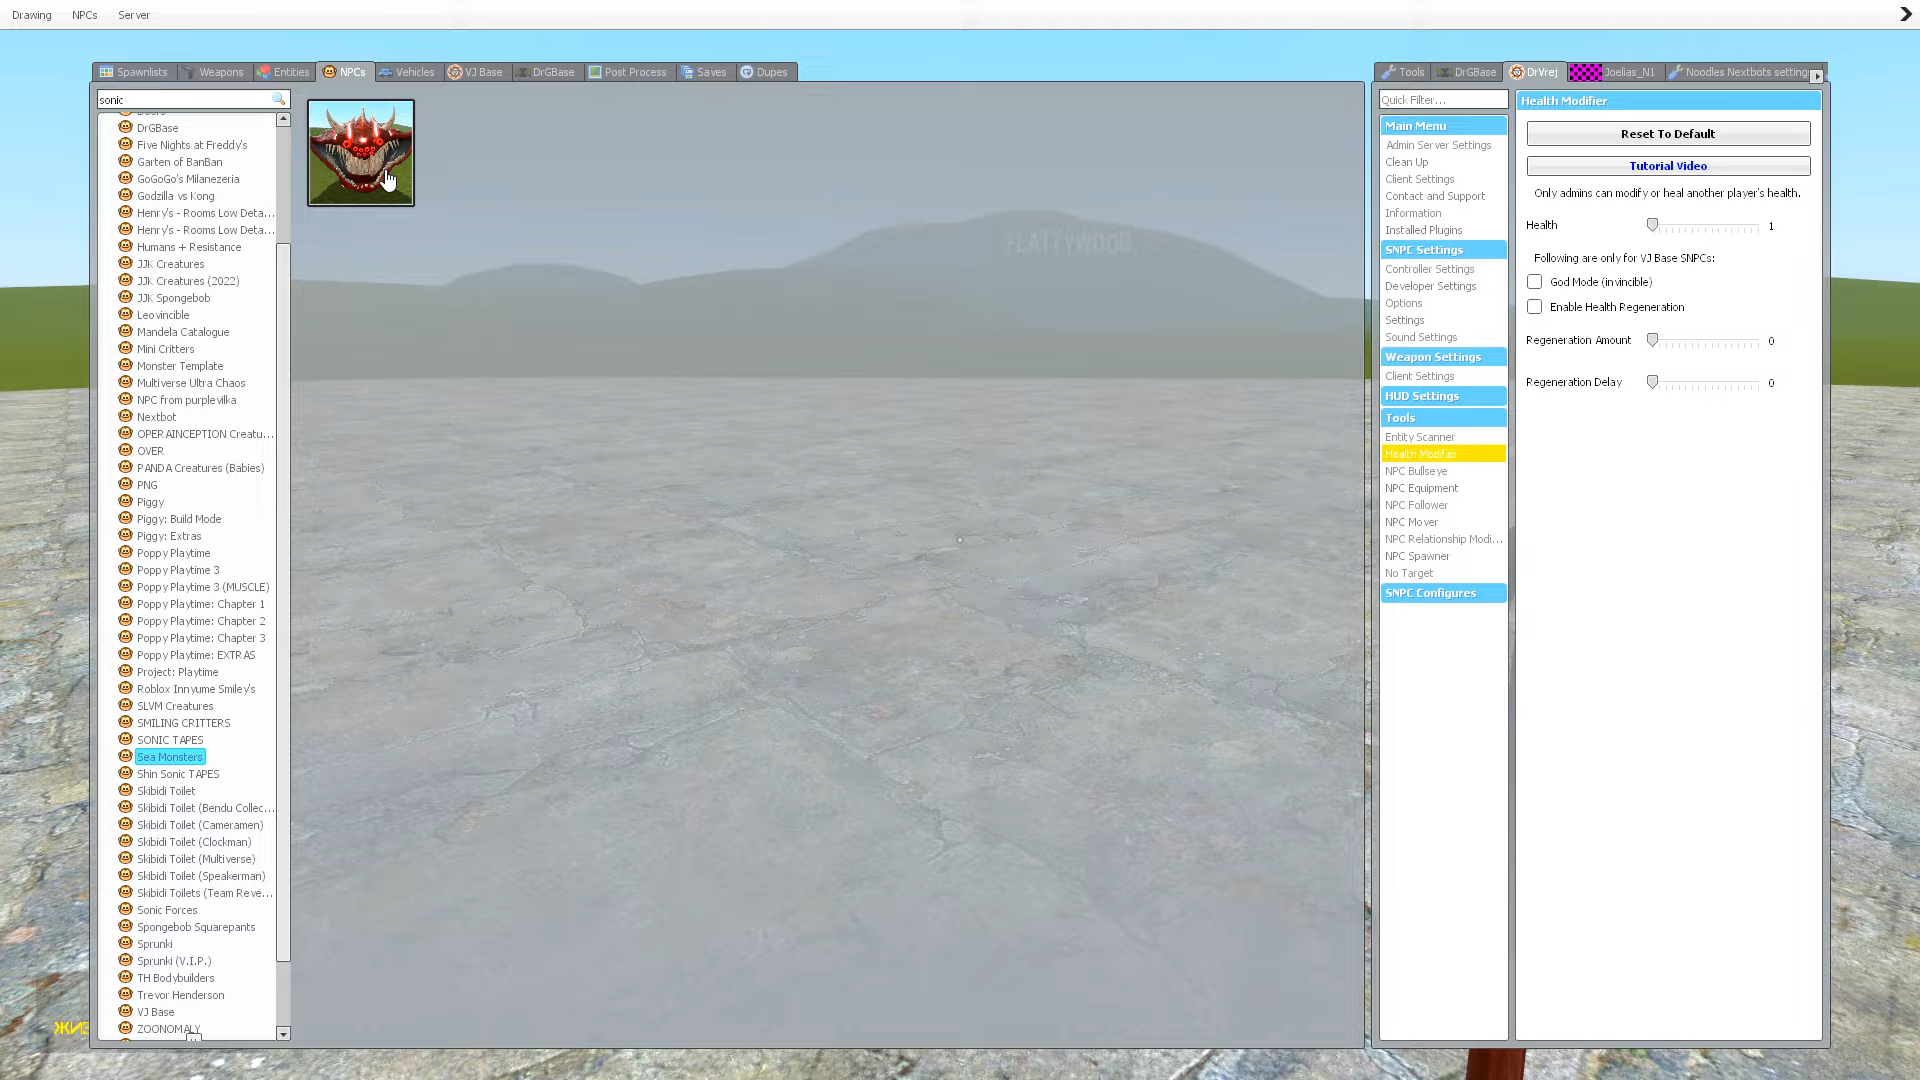 Drawing NPCs Server
Spawnlists Weapons Entities NPCs Vehicles VJ Base DrGBase Post Process Saves Dupes
sonic
DrGBase
Five Nights at Freddy's
Garten of BanBan
GoGoGo's Milanezeria
Godzilla vs Kong
Henry's - Rooms Low Deta...
Henry's - Rooms Low Deta...
Humans + Resistance
JJK Creatures
JJK Creatures (2022)
JJK Spongebob
Leovincible
Mandela Catalogue
Mini Critters
Monster Template
Multiverse Ultra Chaos
NPC from purplevilka
Nextbot
OPERAINCEPTION Creatu...
OVER
PANDA Creatures (Babies)
PNG
Piggy
Piggy: Build Mode
Piggy: Extras
Poppy Playtime
Poppy Playtime 3
Poppy Playtime 3 (MUSCLE)
Poppy Playtime: Chapter 1
Poppy Playtime: Chapter 2
Poppy Playtime: Chapter 3
Poppy Playtime: EXTRAS
Project: Playtime
Roblox Innyume Smiley's
SLVM Creatures
SMILING CRITTERS
SONIC TAPES
Sea Monsters
Shin Sonic TAPES
Skibidi Toilet
Skibidi Toilet (Bendu Collec...
Skibidi Toilet (Cameramen)
Skibidi Toilet (Clockman)
Skibidi Toilet (Multiverse)
Skibidi Toilet (Speakerman)
Skibidi Toilets (Team Reve...
Sonic Forces
Spongebob Squarepants
Sprunki
Sprunki (V.I.P.)
TH Bodybuilders
Trevor Henderson
VJ Base
ZOONOMALY
FLATTYWOOD
Tools DrGBase DrVrej Joelias_N1 Noodles Nextbots setting
Quick Filter...
Main Menu
Admin Server Settings
Clean Up
Client Settings
Contact and Support
Information
Installed Plugins
SNPC Settings
Controller Settings
Developer Settings
Options
Settings
Sound Settings
Weapon Settings
Client Settings
HUD Settings
Tools
Entity Scanner
Health Modifier
NPC Bullseye
NPC Equipment
NPC Follower
NPC Mover
NPC Relationship Modi...
NPC Spawner
No Target
SNPC Configures
Health Modifier
Reset To Default
Tutorial Video
Only admins can modify or heal another player's health.
Health 1
Following are only for VJ Base SNPCs:
God Mode (invincible)
Enable Health Regeneration
Regeneration Amount 0
Regeneration Delay 0